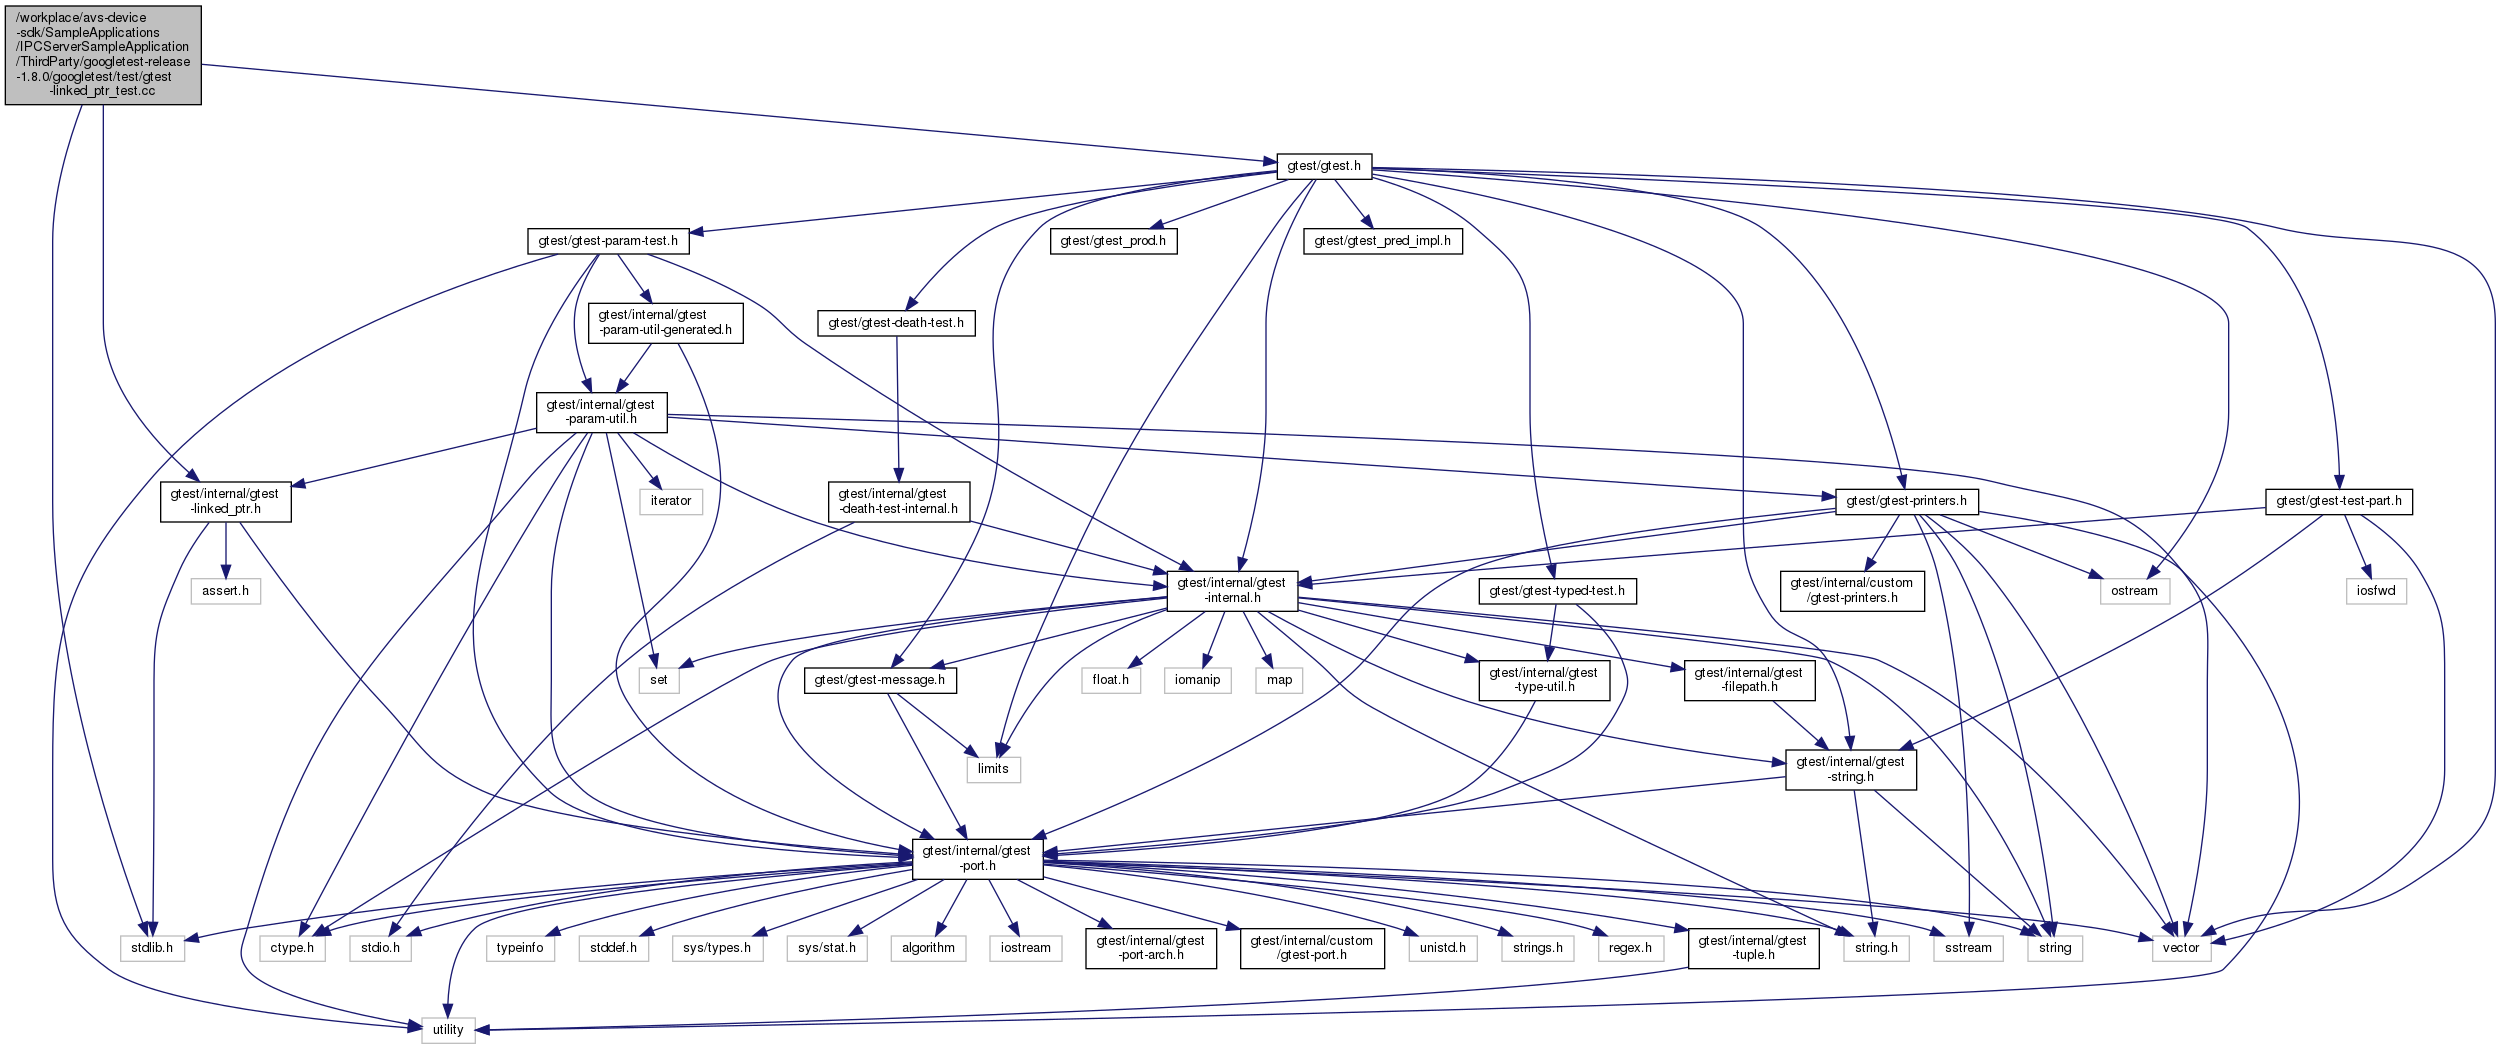 /workplace/avs-device
-sdk/SampleApplications
/IPCServerSampleApplication
/ThirdParty/googletest-release
-1.8.0/googletest/test/gtest
-linked_ptr_test.cc
gtest/gtest.h
gtest/gtest-param-test.h
gtest/gtest_prod.h
gtest/gtest_pred_impl.h
gtest/internal/gtest
-param-util-generated.h
gtest/gtest-death-test.h
gtest/internal/gtest
-param-util.h
gtest/internal/gtest
-linked_ptr.h
iterator
gtest/internal/gtest
-death-test-internal.h
gtest/gtest-printers.h
gtest/gtest-test-part.h
assert.h
gtest/internal/gtest
-internal.h
gtest/gtest-typed-test.h
gtest/internal/custom
/gtest-printers.h
ostream
iosfwd
set
gtest/gtest-message.h
float.h
iomanip
map
gtest/internal/gtest
-type-util.h
gtest/internal/gtest
-filepath.h
limits
gtest/internal/gtest
-string.h
gtest/internal/gtest
-port.h
stdlib.h
ctype.h
stdio.h
typeinfo
stddef.h
sys/types.h
sys/stat.h
algorithm
iostream
gtest/internal/gtest
-port-arch.h
gtest/internal/custom
/gtest-port.h
unistd.h
strings.h
regex.h
gtest/internal/gtest
-tuple.h
string.h
sstream
string
vector
utility